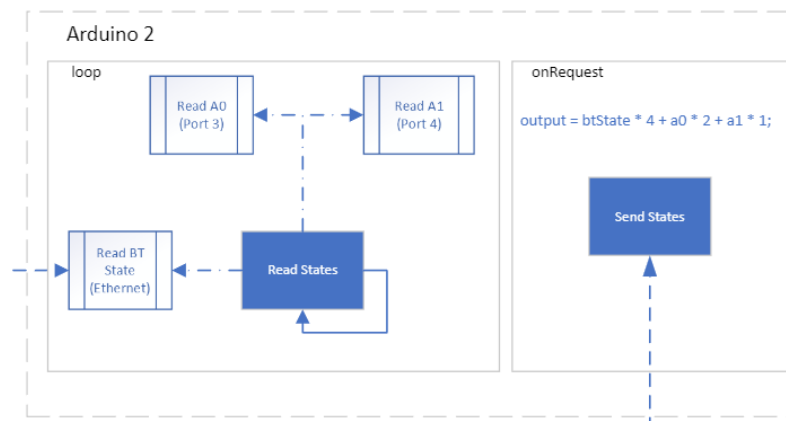 Arduino 2
loop
Read A0
(Port 3)
Read A1
(Port 4)
Read BT
State
(Ethernet)
Read States
onRequest
output = btState * 4 + a0 * 2 + a1 * 1;
Send States